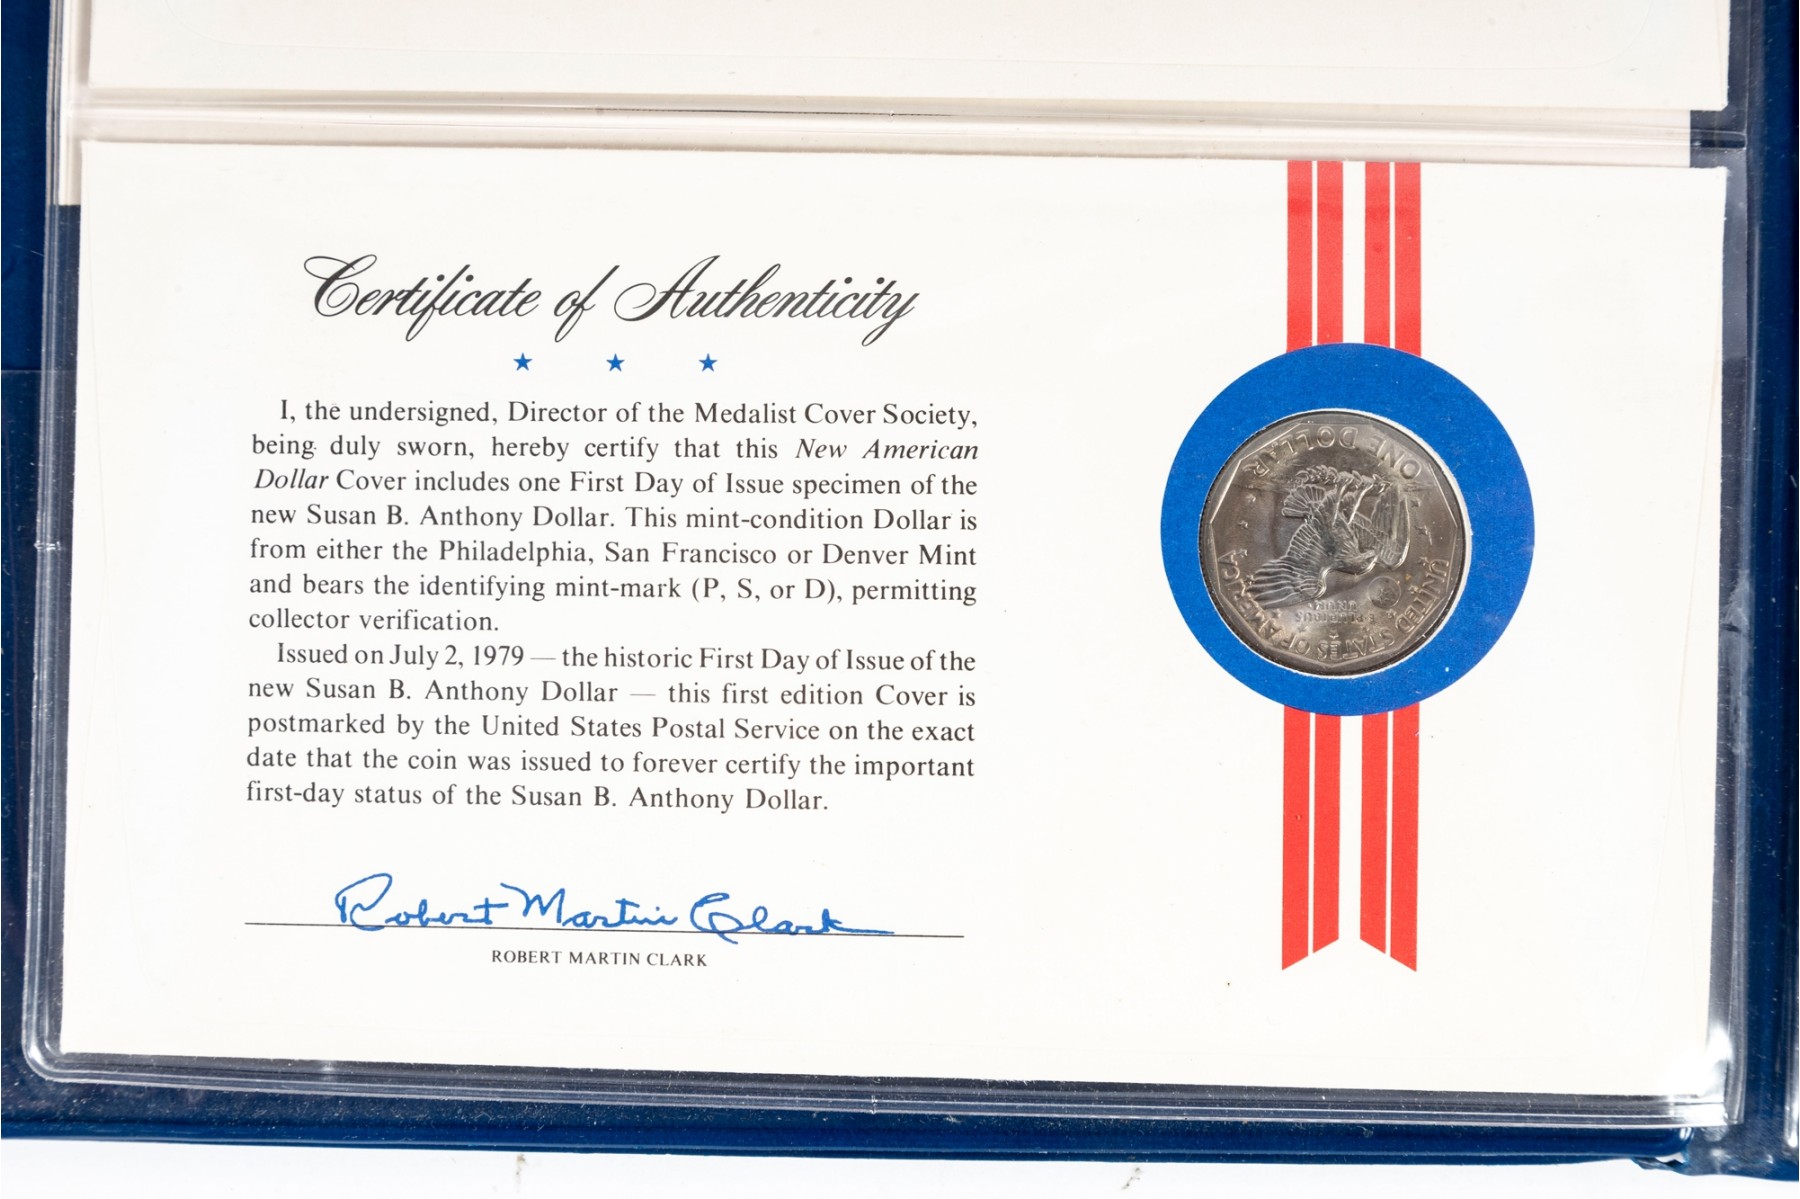 Certificate of Authenticity
I, the undersigned, Director of the Medalist Cover Society,
being duly sworn, hereby certify that this New American
Dollar Cover includes one First Day of Issue specimen of the
new Susan B. Anthony Dollar. This mint-condition Dollar is
from either the Philadelphia, San Francisco or Denver Mint
and bears the identifying mint-mark (P, S, or D), permitting
collector verification.
Issued on July 2, 1979 — the historic First Day of Issue of the
new Susan B. Anthony Dollar — this first edition Cover is
postmarked by the United States Postal Service on the exact
date that the coin was issued to forever certify the important
first-day status of the Susan B. Anthony Dollar.
Robert Martin Clark
ROBERT MARTIN CLARK
UNITED STATES OF AMERICA
E PLURIBUS
UNUM
ONE DOLLAR